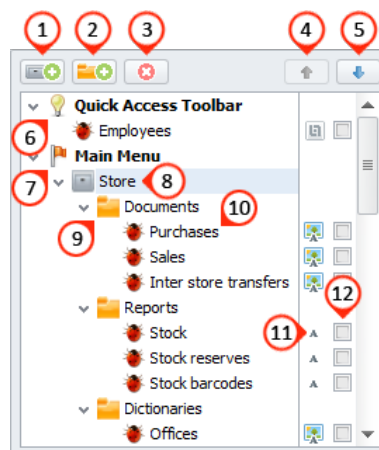 1 2 3 4 5
Quick Access Toolbar
6 Employees
Main Menu
7 Store 8
Documents 10
9 Purchases
Sales
Inter store transfers
Reports 12
Stock 11 A
Stock reserves A
Stock barcodes A
Dictionaries
Offices